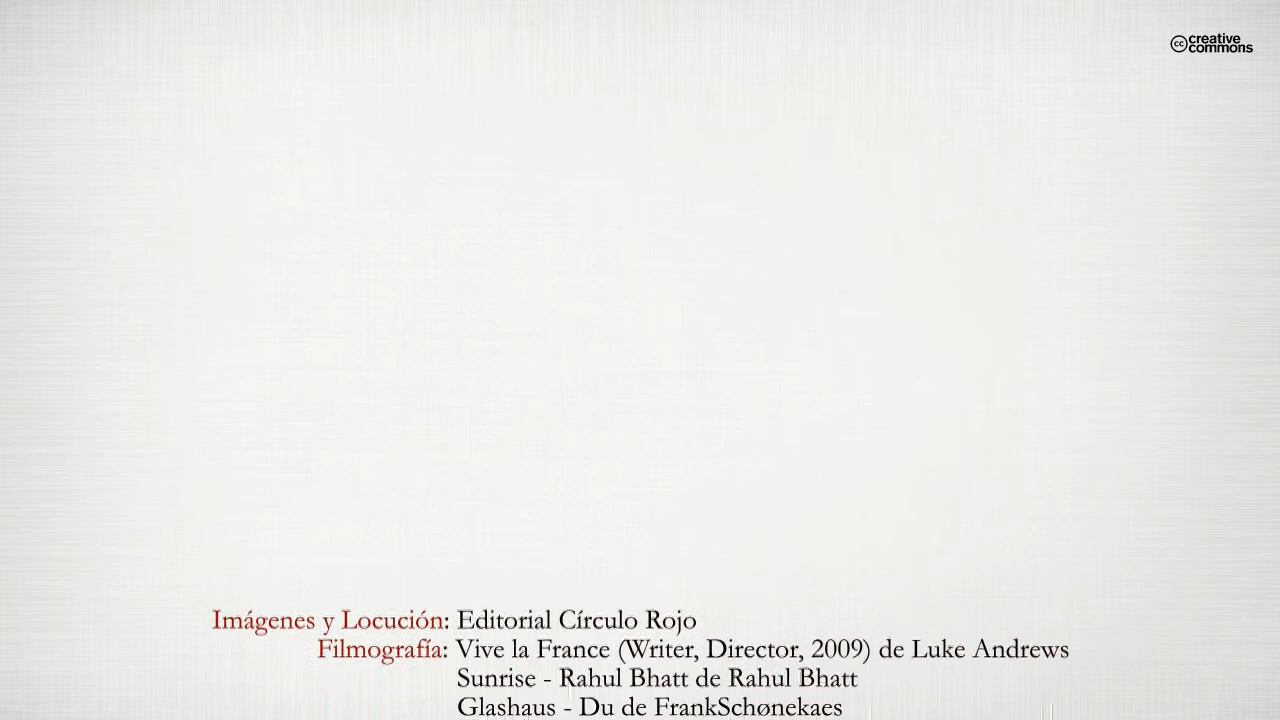 cc creative
commons
Imágenes y Locución: Editorial Círculo Rojo
Filmografía: Vive la France (Writer, Director, 2009) de Luke Andrews
Sunrise - Rahul Bhatt de Rahul Bhatt
Glashaus - Du de FrankSchønekaes